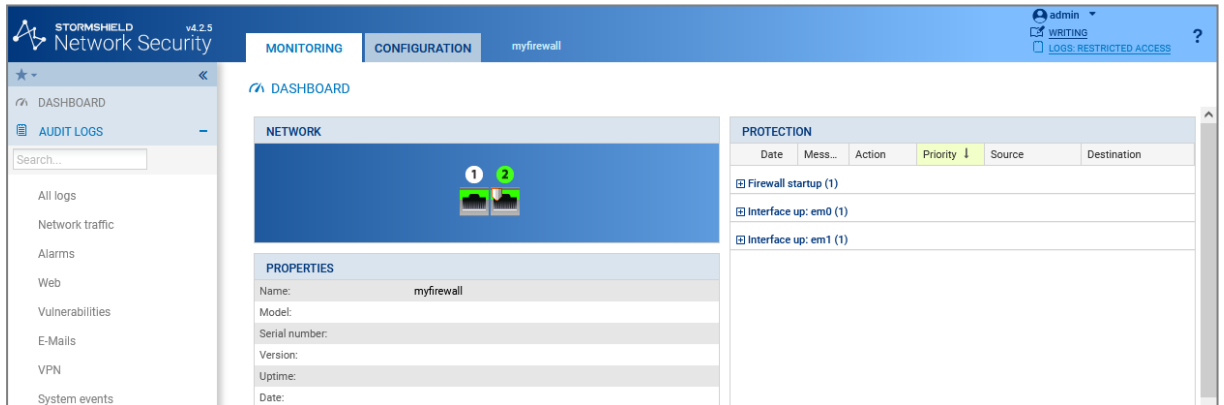 STORMSHIELD v4.2.5
Network Security
MONITORING
CONFIGURATION
myfirewall
admin
WRITING
LOGS: RESTRICTED ACCESS
?
DASHBOARD
AUDIT LOGS
Search...
All logs
Network traffic
Alarms
Web
Vulnerabilities
E-Mails
VPN
System events
DASHBOARD
NETWORK
1 2
PROPERTIES
Name: myfirewall
Model:
Serial number:
Version:
Uptime:
Date:
PROTECTION
Date Mess... Action Priority Source Destination
Firewall startup (1)
Interface up: em0 (1)
Interface up: em1 (1)